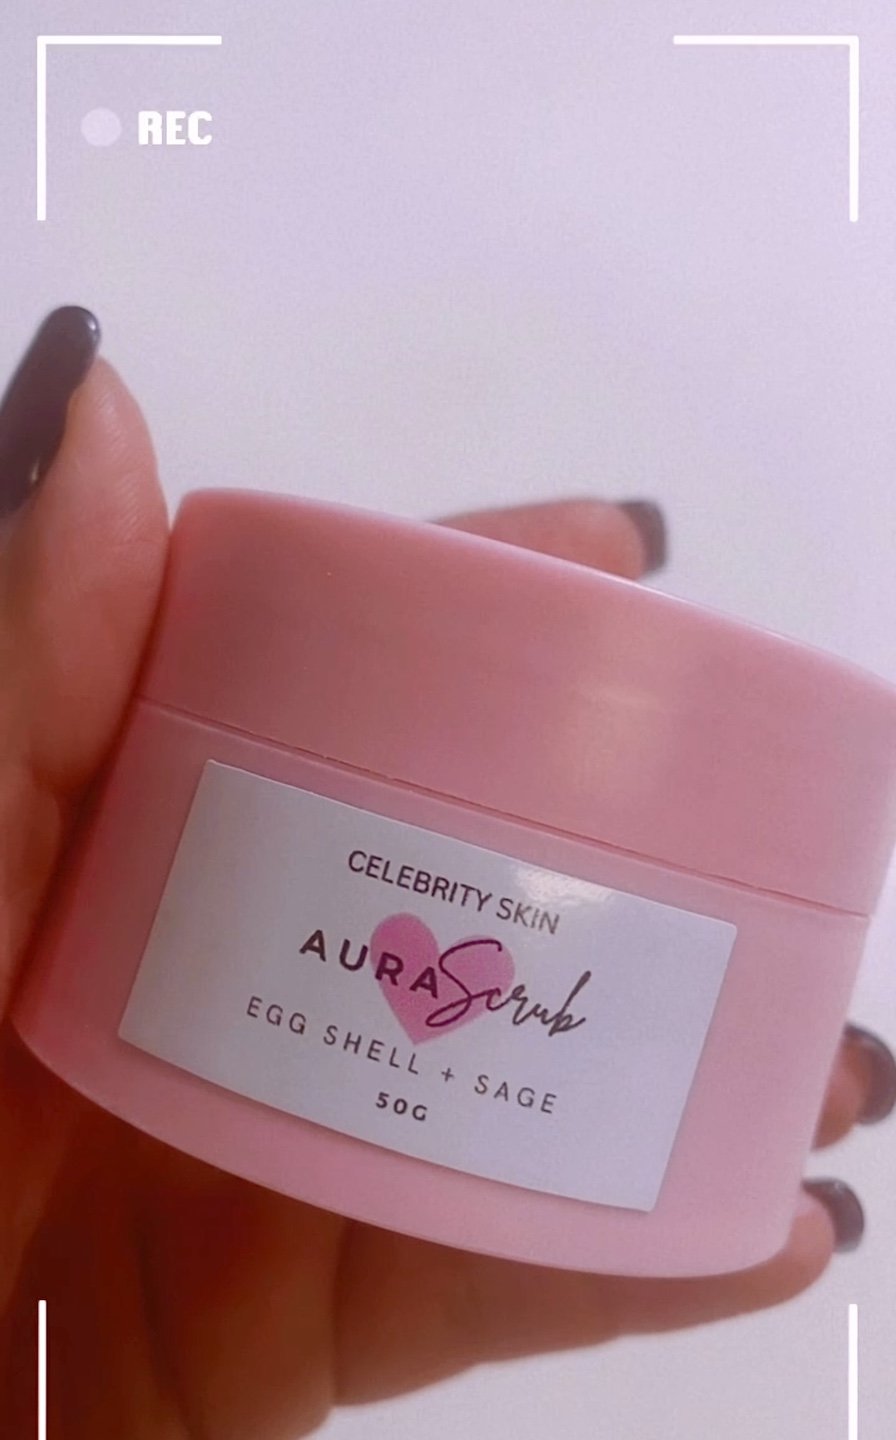 REC
CELEBRITY SKIN
AURA Scrub
EGG SHELL + SAGE
50G